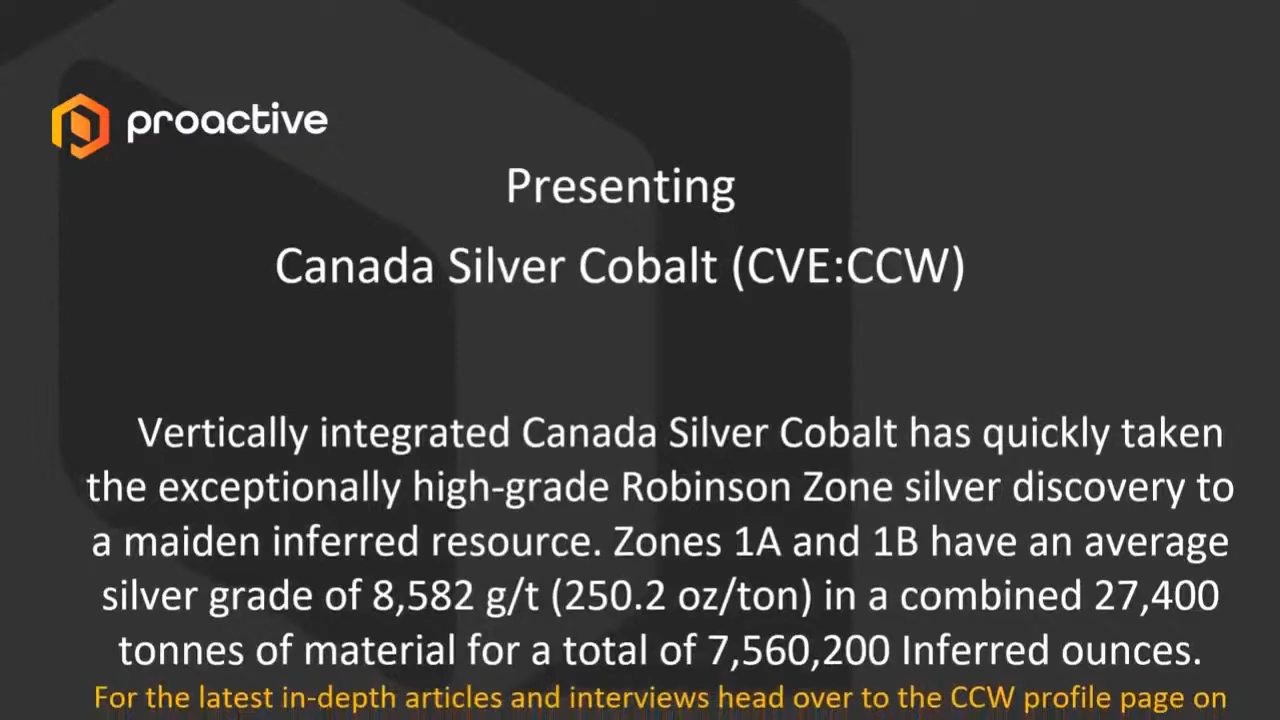 proactive
Presenting
Canada Silver Cobalt (CVE:CCW)
Vertically integrated Canada Silver Cobalt has quickly taken
the exceptionally high-grade Robinson Zone silver discovery to
a maiden inferred resource. Zones 1A and 1B have an average
silver grade of 8,582 g/t (250.2 oz/ton) in a combined 27,400
tonnes of material for a total of 7,560,200 Inferred ounces.
For the latest in-depth articles and interviews head over to the CCW profile page on